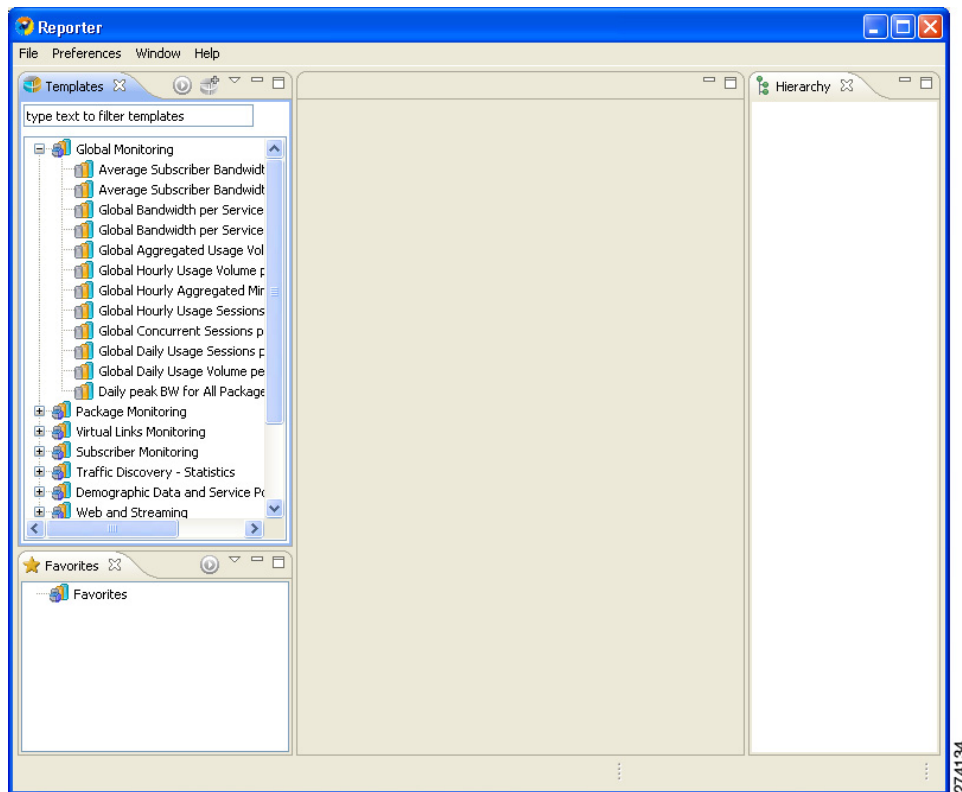 Reporter
File Preferences Window Help
Templates
type text to filter templates
Global Monitoring
Average Subscriber Bandwidt
Average Subscriber Bandwidt
Global Bandwidth per Service
Global Bandwidth per Service
Global Aggregated Usage Vol
Global Hourly Usage Volume p
Global Hourly Aggregated Mir
Global Hourly Usage Sessions
Global Concurrent Sessions p
Global Daily Usage Sessions p
Global Daily Usage Volume pe
Daily peak BW for All Package
Package Monitoring
Virtual Links Monitoring
Subscriber Monitoring
Traffic Discovery - Statistics
Demographic Data and Service Po
Web and Streaming
Favorites
Favorites
Hierarchy
274134